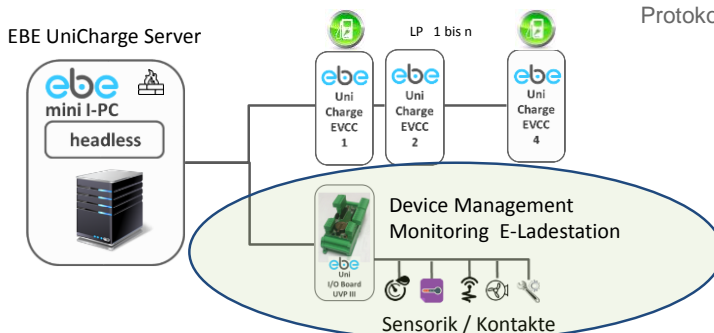 Protoko
EBE UniCharge Server
LP 1 bis n
ebe
mini I-PC
headless
ebe
Uni
Charge
EVCC
1
ebe
Uni
Charge
EVCC
2
ebe
Uni
Charge
EVCC
4
Device Management
Monitoring E-Ladestation
ebe
Uni
I/O Board
UVP III
Sensorik / Kontakte